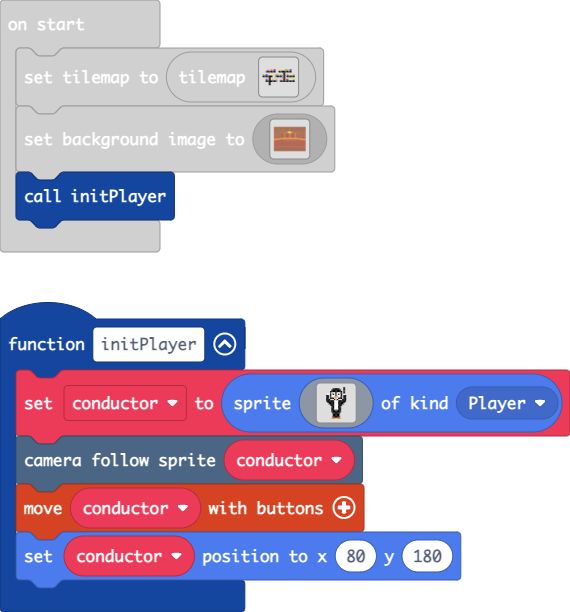 on start
set tilemap to tilemap
set background image to
call initPlayer
function initPlayer
set conductor to sprite of kind Player
camera follow sprite conductor
move conductor with buttons
set conductor position to x 80 y 180